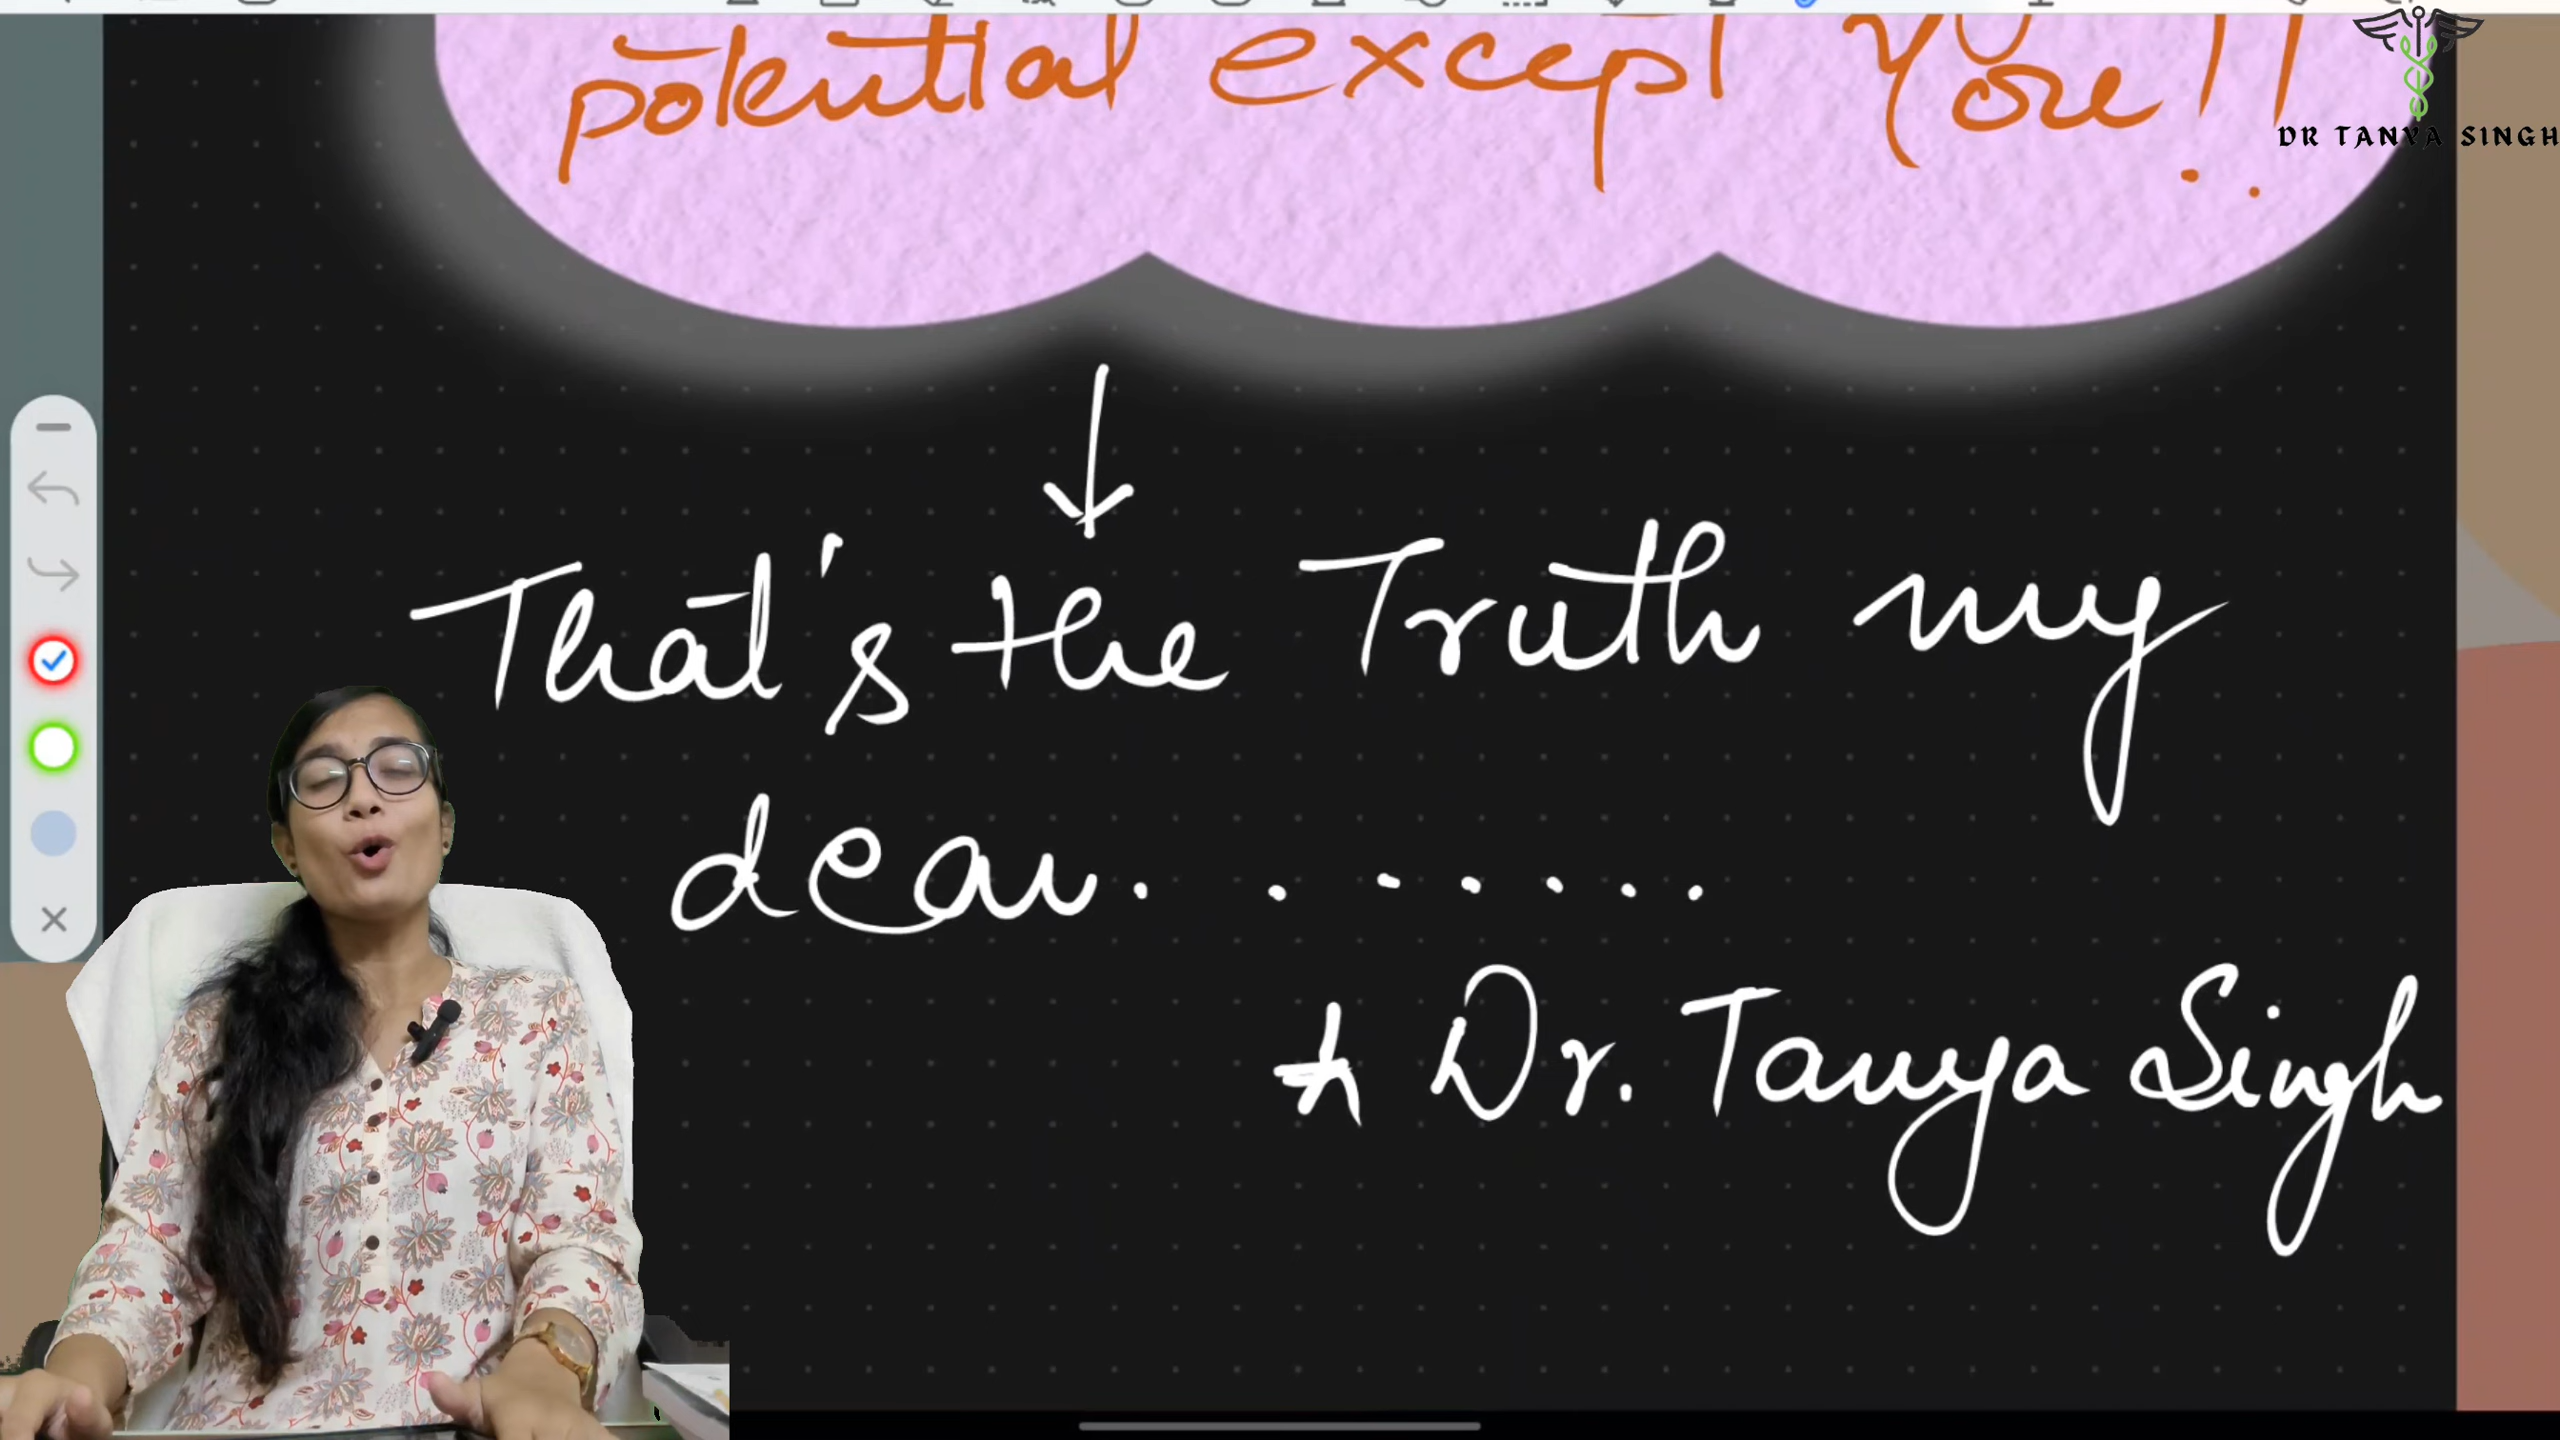 potential except You!!
DR TANYA SINGH
That's the Truth my
dear. . . . . . . .
Dr. Tanya Singh